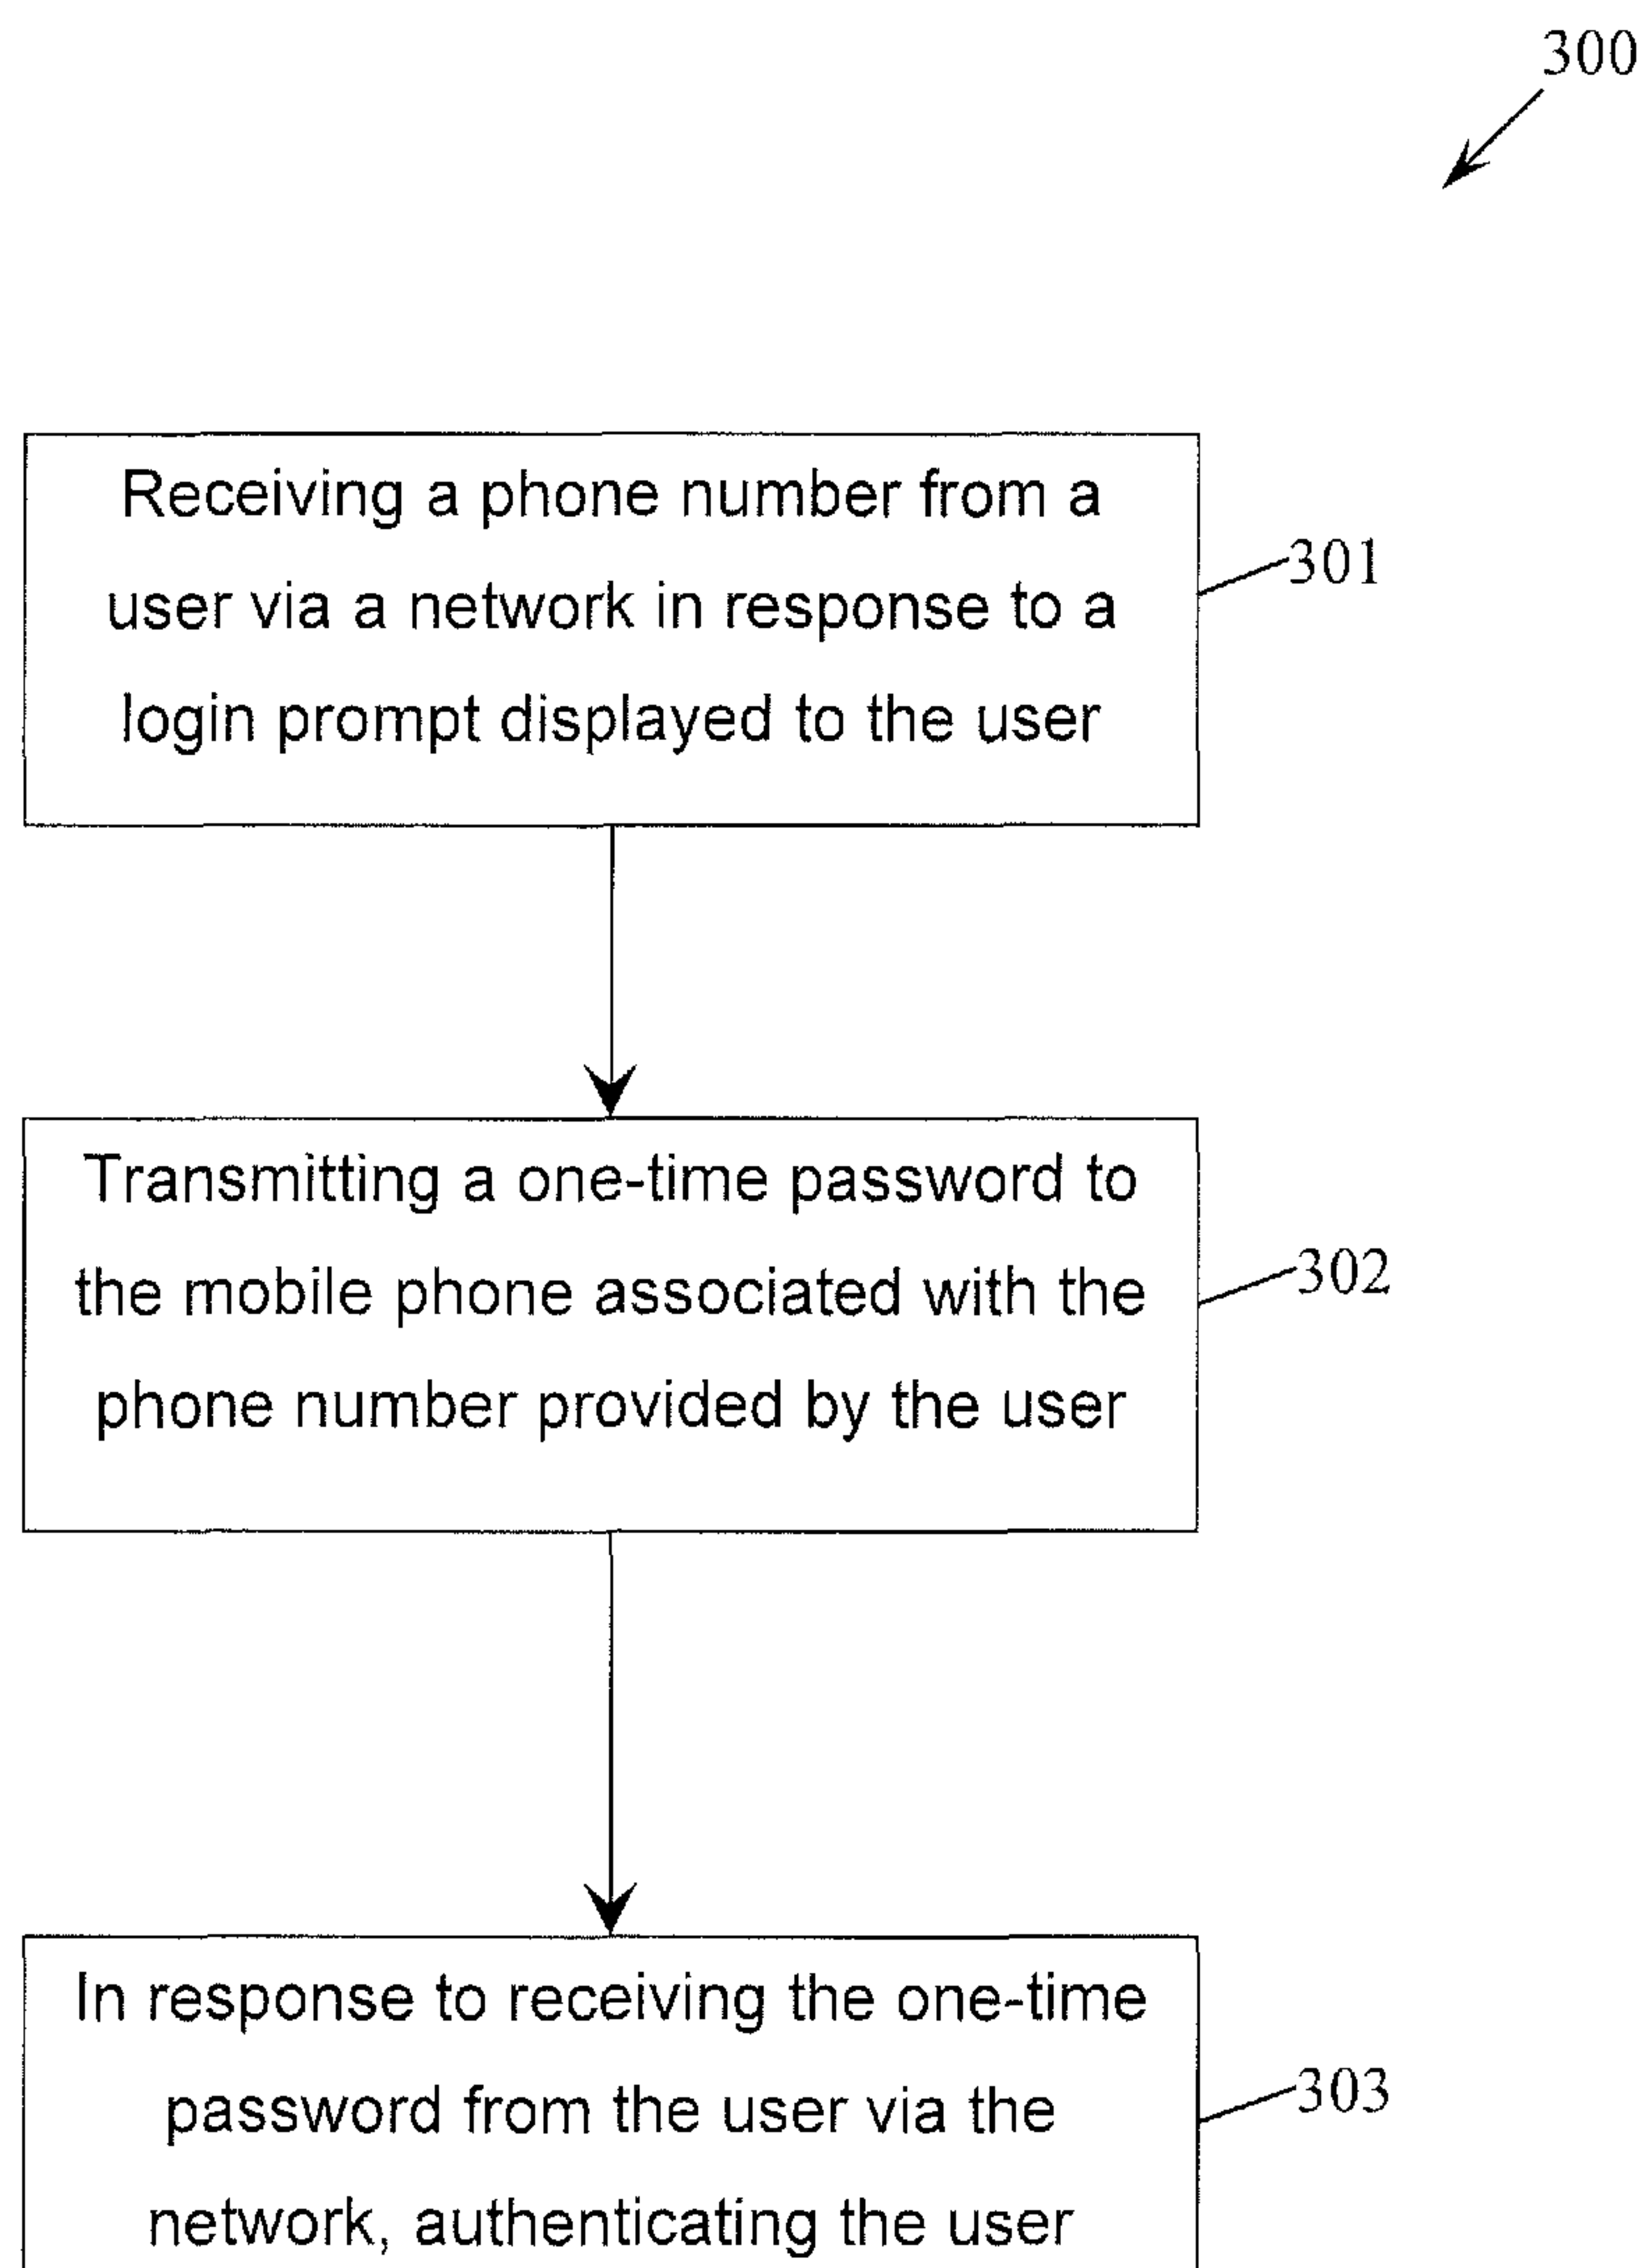 300
Receiving a phone number from a
user via a network in response to a
login prompt displayed to the user
301
Transmitting a one-time password to
the mobile phone associated with the
phone number provided by the user
302
In response to receiving the one-time
password from the user via the
network, authenticating the user
303